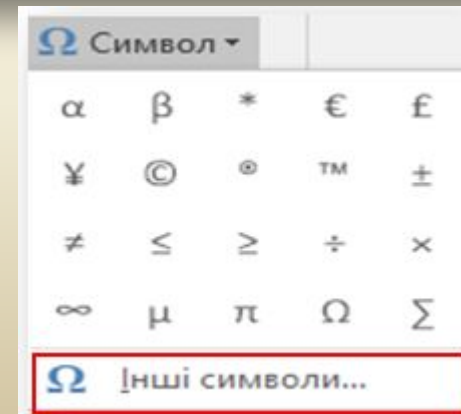 Ω Символ
α β * € £
¥ © ® ™ ±
≠ ≤ ≥ ÷ ×
∞ µ π Ω Σ
Ω Інші символи...